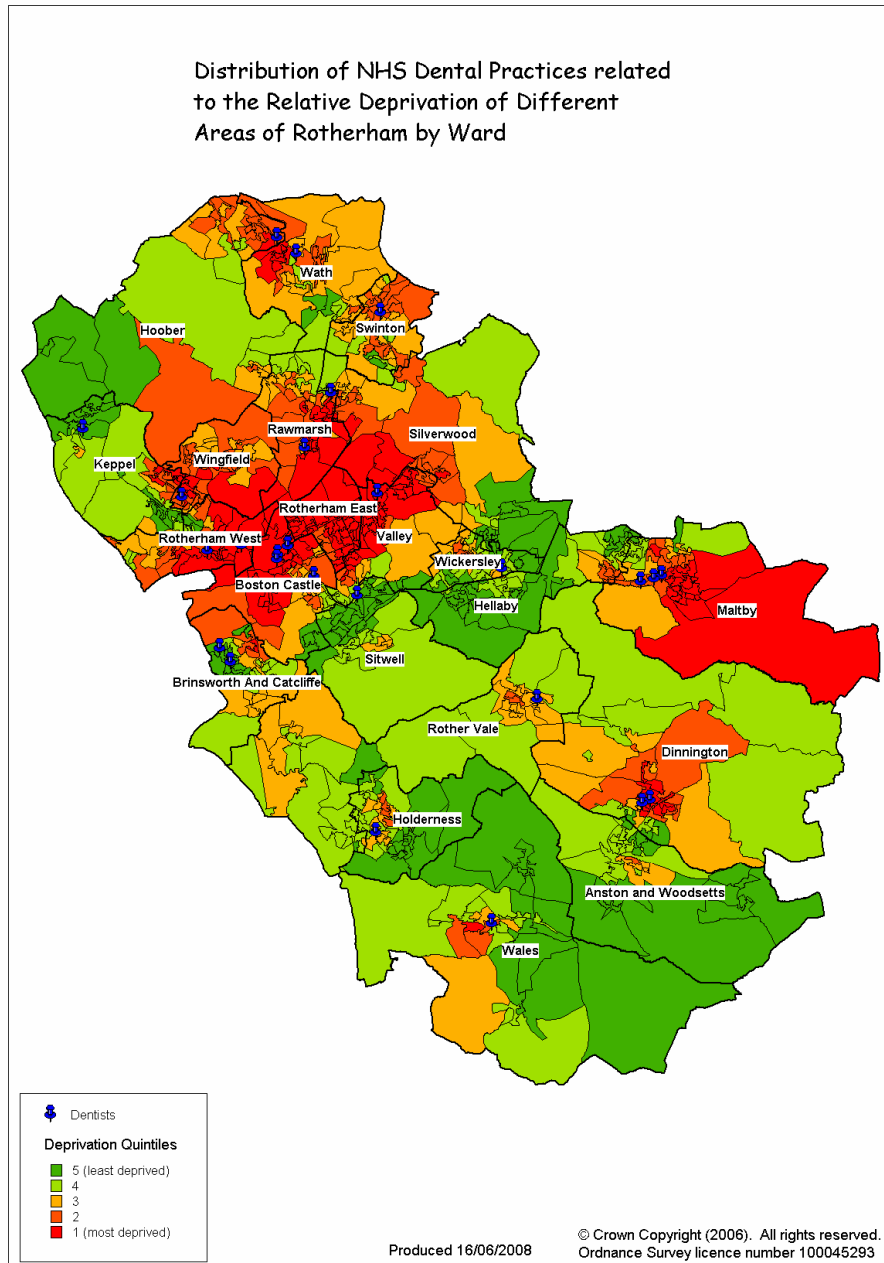 Distribution of NHS Dental Practices related
to the Relative Deprivation of Different
Areas of Rotherham by Ward
Wath
Hoober
Swinton
Rawmarsh
Silverwood
Keppel
Wingfield
Rotherham East
Rotherham West
Valley
Wickersley
Boston Castle
Hellaby
Maltby
Sitwell
Brinsworth And Catcliffe
Rother Vale
Dinnington
Holderness
Anston and Woodsetts
Wales
Dentists
Deprivation Quintiles
5 (least deprived)
4
3
2
1 (most deprived)
Produced 16/06/2008
© Crown Copyright (2006). All rights reserved.
Ordnance Survey licence number 100045293